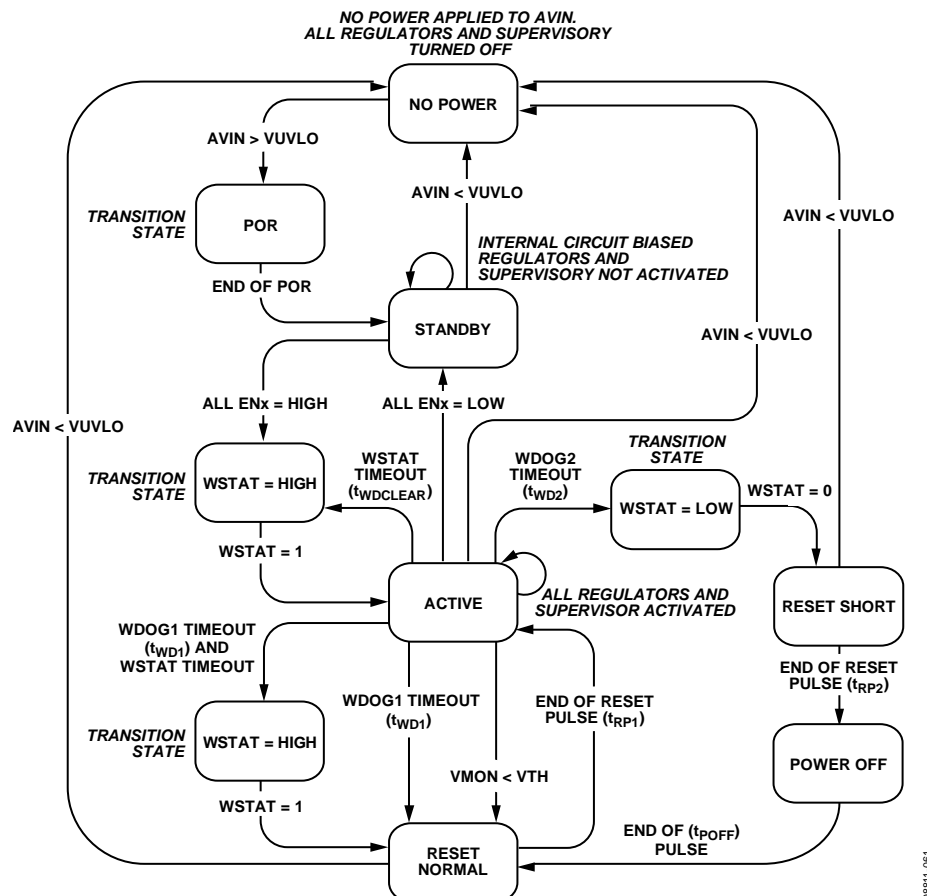 NO POWER APPLIED TO AVIN.
ALL REGULATORS AND SUPERVISORY
TURNED OFF
NO POWER
AVIN > VUVLO
AVIN < VUVLO
TRANSITION
STATE
POR
AVIN < VUVLO
INTERNAL CIRCUIT BIASED
REGULATORS AND
SUPERVISORY NOT ACTIVATED
END OF POR
STANDBY
AVIN < VUVLO
ALL ENx = HIGH
ALL ENx = LOW
AVIN < VUVLO
TRANSITION
STATE
WSTAT = HIGH
WSTAT
TIMEOUT
(tWDCLEAR)
WDOG2
TIMEOUT
(tWD2)
TRANSITION
STATE
WSTAT = LOW
WSTAT = 0
WSTAT = 1
ACTIVE
ALL REGULATORS AND
SUPERVISOR ACTIVATED
RESET SHORT
WDOG1 TIMEOUT
(tWD1) AND
WSTAT TIMEOUT
WDOG1 TIMEOUT
(tWD1)
END OF RESET
PULSE (tRP1)
END OF RESET
PULSE (tRP2)
TRANSITION
STATE
WSTAT = HIGH
VMON < VTH
POWER OFF
WSTAT = 1
END OF (tPOFF)
PULSE
RESET
NORMAL
08811-061